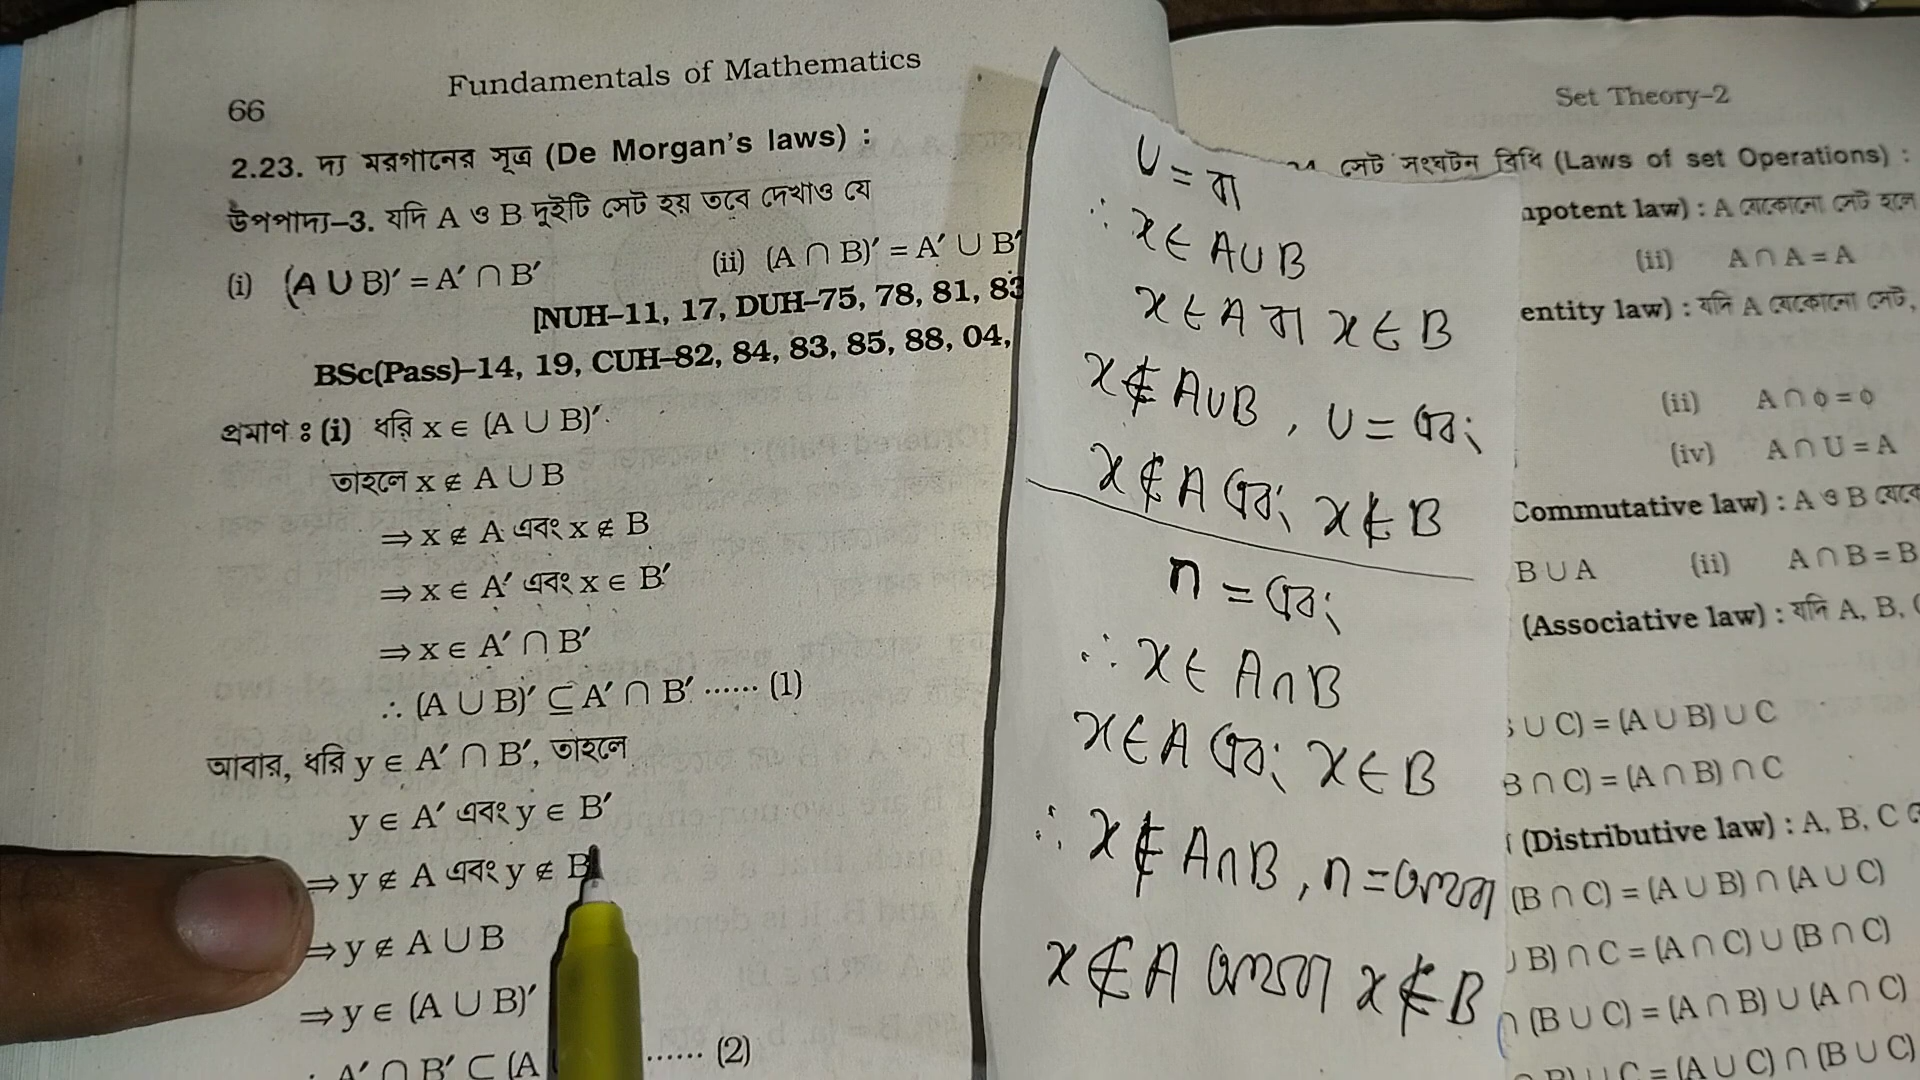 Fundamentals of Mathematics
66
2.23. দ্য মরগানের সূত্র (De Morgan's laws) :
উপপাদ্য–3. যদি A ও B দুইটি সেট হয় তবে দেখাও যে
(i) (A ∪ B)′ = A′ ∩ B′ (ii) (A ∩ B)′ = A′ ∪ B′
[NUH–11, 17, DUH–75, 78, 81, 83
BSc(Pass)–14, 19, CUH–82, 84, 83, 85, 88, 04,
প্রমাণ ঃ (i) ধরি x ∈ (A ∪ B)′.
তাহলে x ∉ A ∪ B
⇒ x ∉ A এবং x ∉ B
⇒ x ∈ A′ এবং x ∈ B′
⇒ x ∈ A′ ∩ B′
∴ (A ∪ B)′ ⊆ A′ ∩ B′ ...... (1)
আবার, ধরি y ∈ A′ ∩ B′, তাহলে
y ∈ A′ এবং y ∈ B′
⇒ y ∉ A এবং y ∉ B
⇒ y ∉ A ∪ B
⇒ y ∈ (A ∪ B)′
A′ ∩ B′ ⊂ (A ...... (2)
U = বা
∴ x ∈ A∪B
x ∈ A বা x ∈ B
x ∉ A∪B, U = এবং
x ∉ A এবং x ∉ B
∩ = এবং
∴ x ∈ A∩B
x ∈ A এবং x ∈ B
∴ x ∉ A∩B, ∩ = অথবা
x ∉ A অথবা x ∉ B
Set Theory–2
সেট সংঘটন বিধি (Laws of set Operations) :
npotent law) : A যেকোনো সেট হলে
(ii) A ∩ A = A
entity law) : যদি A যেকোনো সেট,
(ii) A ∩ φ = φ
(iv) A ∩ U = A
Commutative law) : A ও B
B ∪ A (ii) A ∩ B = B
(Associative law) : যদি A, B,
∪ C) = (A ∪ B) ∪ C
B ∩ C) = (A ∩ B) ∩ C
(Distributive law) : A, B, C
(B ∩ C) = (A ∪ B) ∩ (A ∪ C)
B) ∩ C = (A ∩ C) ∪ (B ∩ C)
∩ (B ∪ C) = (A ∩ B) ∪ (A ∩ C)
∪ C = (A ∪ C) ∩ (B ∪ C)